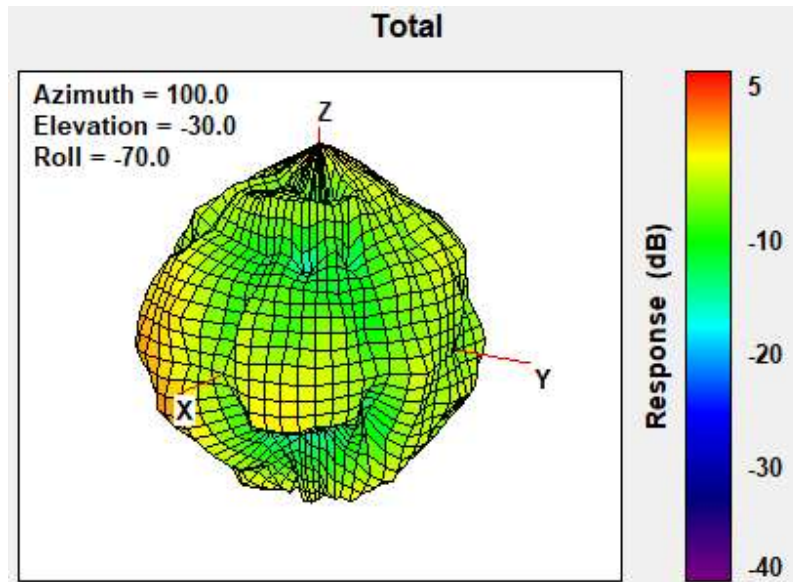 Total
Azimuth = 100.0
Elevation = -30.0
Roll = -70.0
Z
X
Y
Response (dB)
5
-10
-20
-30
-40